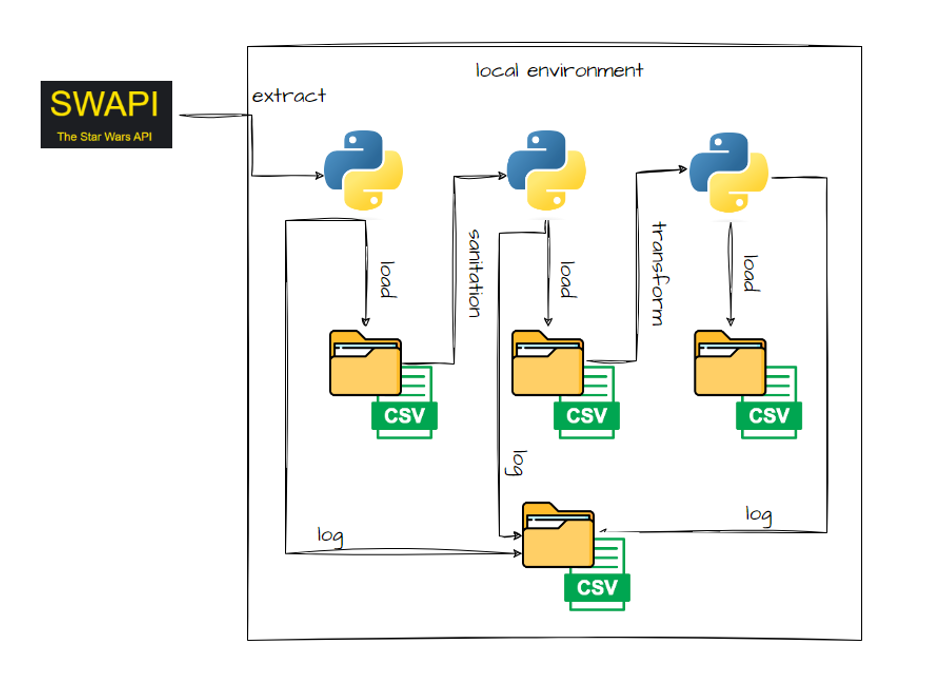 local environment
SWAPI
The Star Wars API
extract
load
sanitation
load
transform
load
CSV
CSV
CSV
log
log
log
CSV